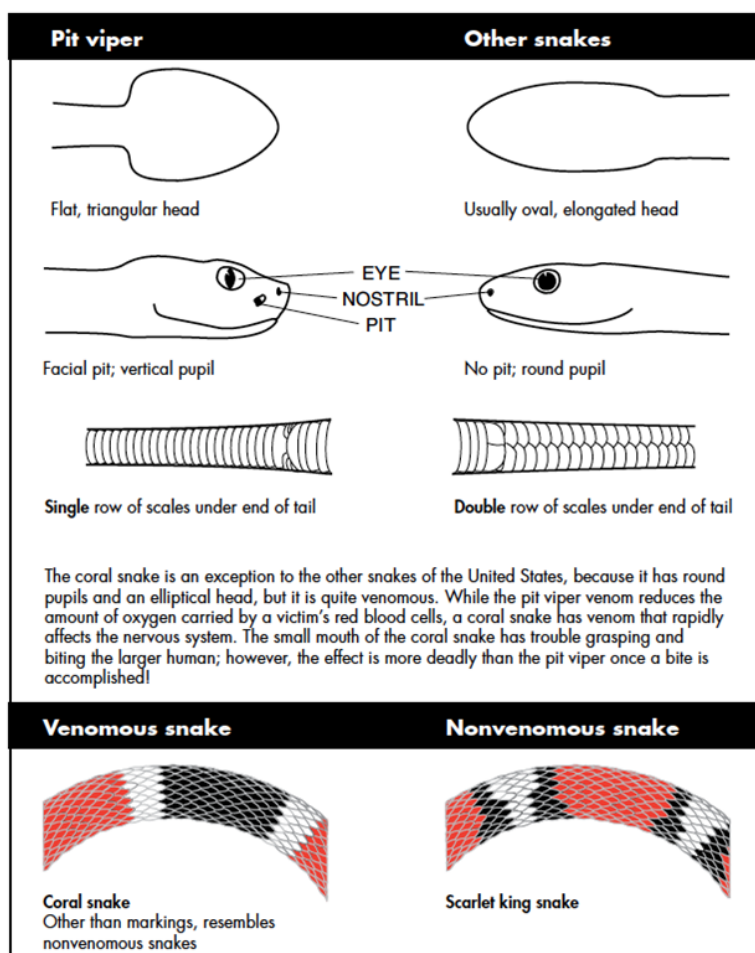 Pit viper
Other snakes
Flat, triangular head
Usually oval, elongated head
EYE
NOSTRIL
PIT
Facial pit; vertical pupil
No pit; round pupil
Single row of scales under end of tail
Double row of scales under end of tail
The coral snake is an exception to the other snakes of the United States, because it has round
pupils and an elliptical head, but it is quite venomous. While the pit viper venom reduces the
amount of oxygen carried by a victim’s red blood cells, a coral snake has venom that rapidly
affects the nervous system. The small mouth of the coral snake has trouble grasping and
biting the larger human; however, the effect is more deadly than the pit viper once a bite is
accomplished!
Venomous snake
Nonvenomous snake
Coral snake
Other than markings, resembles
nonvenomous snakes
Scarlet king snake